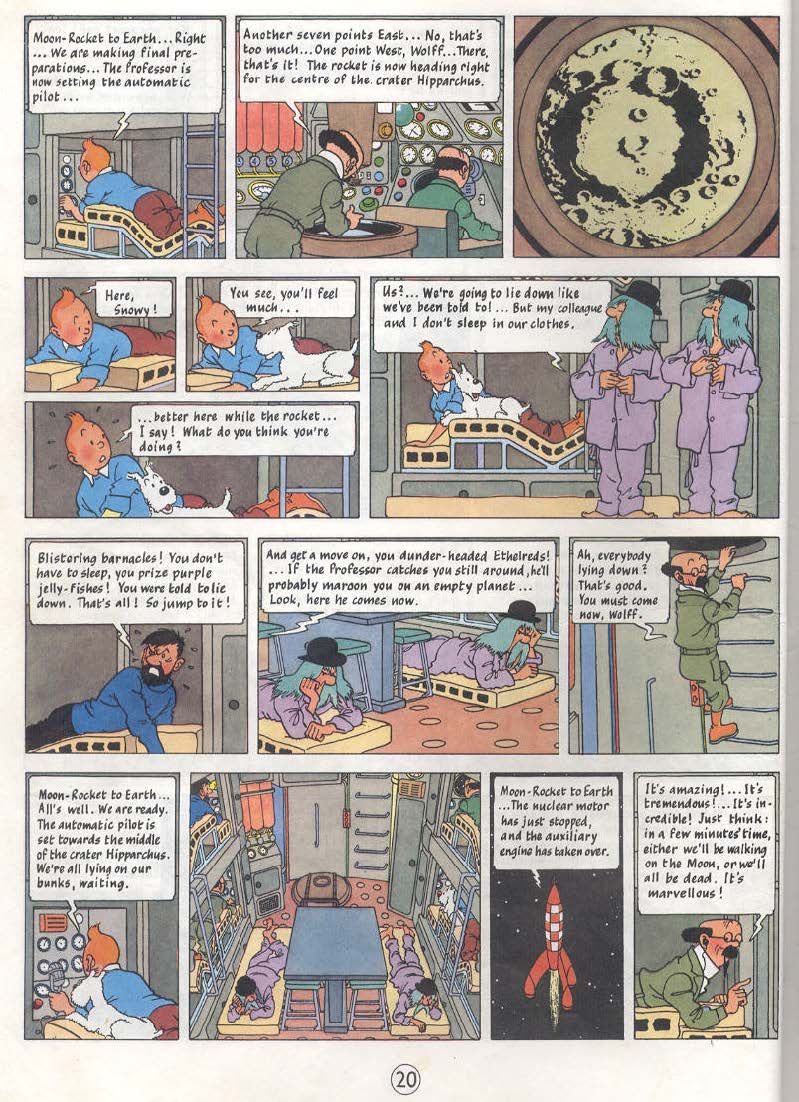 Moon-Rocket to Earth... Right
... We are making final pre-
parations... The Professor is
now setting the automatic
pilot...
Another seven points East... No, that's
too much... One point West, Wolff... There,
that's it! The rocket is now heading right
for the centre of the crater Hipparchus.
Here,
Snowy!
You see, you'll feel
much...
...better here while the rocket...
I say! What do you think you're
doing?
Us?... We're going to lie down like
we've been told to!... But my colleague
and I don't sleep in our clothes.
Blistering barnacles! You don't
have to sleep, you prize purple
jelly-fishes! You were told to lie
down. That's all! So jump to it!
And get a move on, you dunder-headed Ethelreds!
... If the Professor catches you still around, he'll
probably maroon you on an empty planet...
Look, here he comes now.
Ah, everybody
lying down?
That's good.
You must come
now, Wolff.
Moon-Rocket to Earth...
All's well. We are ready.
The automatic pilot is
set towards the middle
of the crater Hipparchus.
We're all lying on our
bunks, waiting.
Moon-Rocket to Earth
...The nuclear motor
has just stopped,
and the auxiliary
engine has taken over.
It's amazing!... It's
tremendous!... It's in-
credible! Just think:
in a few minutes' time,
either we'll be walking
on the Moon, or we'll
all be dead. It's
marvellous!
20